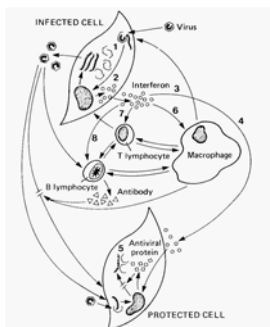 INFECTED CELL
Virus
1
2
Interferon
3
7
6
4
8
T lymphocyte
Macrophage
B lymphocyte
Antibody
5
Antiviral
protein
PROTECTED CELL